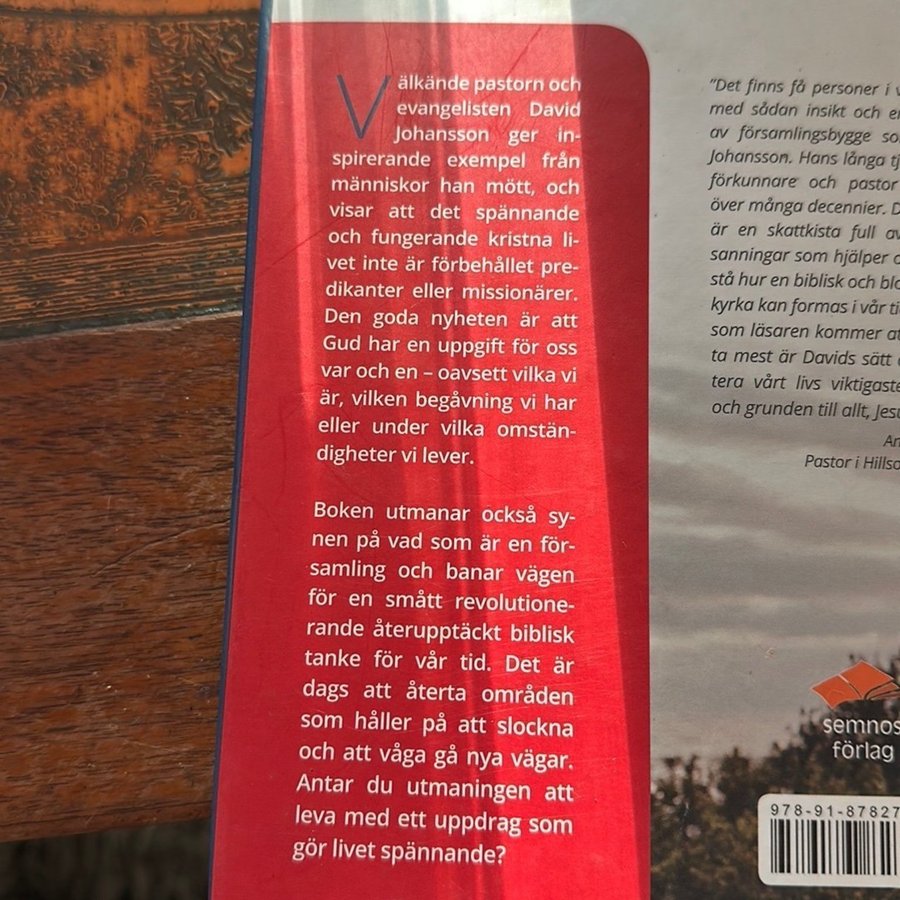 Välkände pastorn och
evangelisten David
Johansson ger in-
spirerande exempel från
människor han mött, och
visar att det spännande
och fungerande kristna li-
vet inte är förbehållet pre-
dikanter eller missionärer.
Den goda nyheten är att
Gud har en uppgift för oss
var och en – oavsett vilka vi
är, vilken begåvning vi har
eller under vilka omstän-
digheter vi lever.
Boken utmanar också sy-
nen på vad som är en för-
samling och banar vägen
för en smått revolutione-
rande återupptäckt biblisk
tanke för vår tid. Det är
dags att återta områden
som håller på att slockna
och att våga gå nya vägar.
Antar du utmaningen att
leva med ett uppdrag som
gör livet spännande?
"Det finns få personer i
med sådan insikt och
av församlingsbygge
Johansson. Hans långa
förkunnare och pastor
över många decennier.
är en skattkista full
sanningar som hjälper
stå hur en biblisk och
kyrka kan formas i vår
som läsaren kommer
ta mest är Davids sätt
tera vårt livs
och grunden till allt,
Pastor i
semnos
förlag
978-91-8782